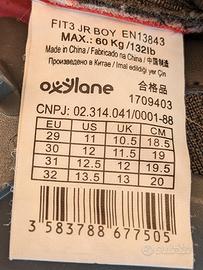 FIT3 JR BOY EN13843
MAX.: 60 Kg/132lb
Made in China / Fabricado na China / 中国制造
Произведено в Китае / Imal edildiği yer Çin
oxylane 合格品
1709403
CNPJ: 02.314.041/0001-88
EU UK US CM
29 11 10.5 18.5
30 11.5 11 19
31 12.5 12 19.5
32 13.5 13 20
3 583788 677505
subito